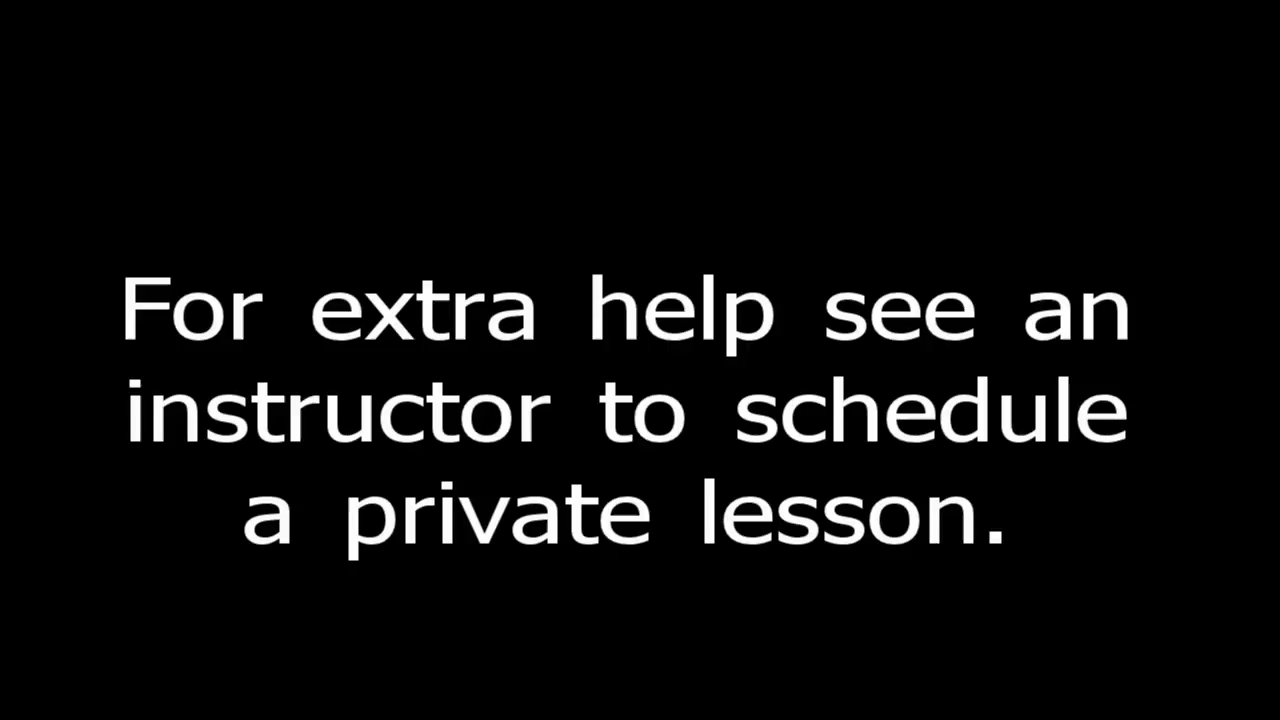 For extra help see an
instructor to schedule
a private lesson.